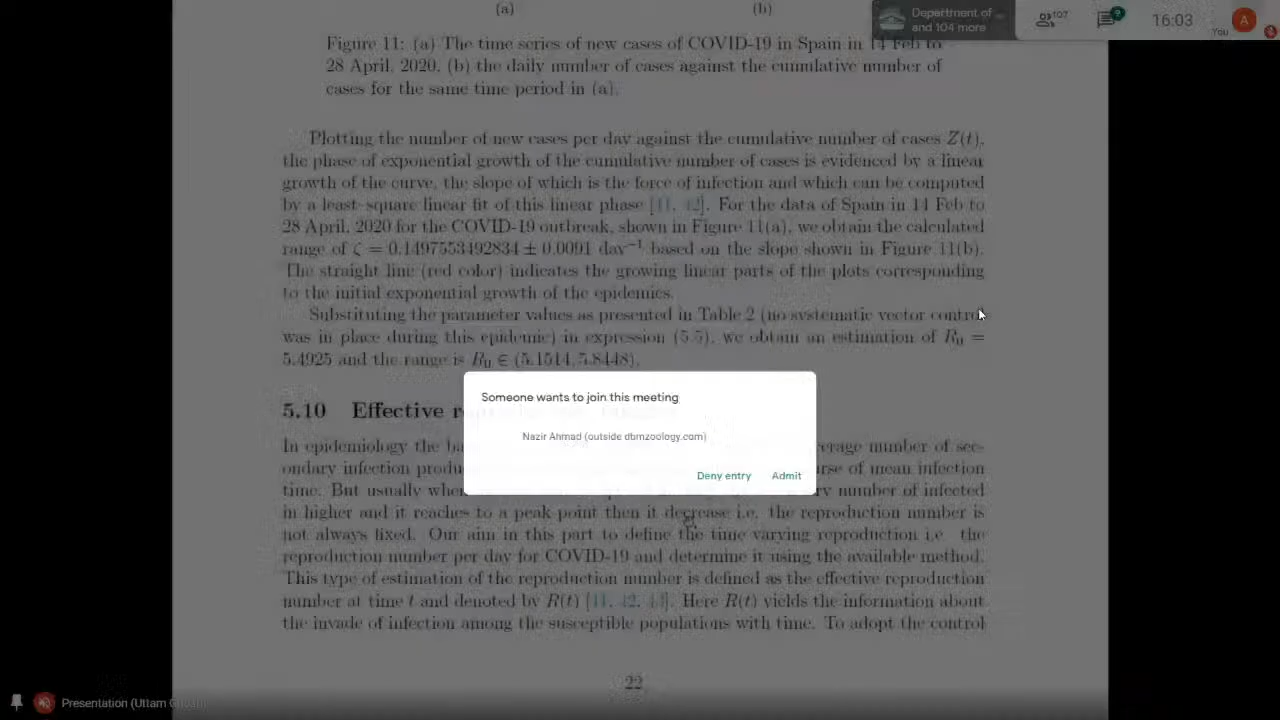 (a) (b)
Department of
and 104 more
107
?
16:03
You
A
Figure 11: (a) The time series of new cases of COVID-19 in Spain in 14 Feb to
28 April, 2020, (b) the daily number of cases against the cumulative number of
cases for the same time period in (a).
Plotting the number of new cases per day against the cumulative number of cases Z(t),
the phase of exponential growth of the cumulative number of cases is evidenced by a linear
growth of the curve, the slope of which is the force of infection and which can be computed
by a least-square linear fit of this linear phase [41, 42]. For the data of Spain in 14 Feb to
28 April, 2020 for the COVID-19 outbreak, shown in Figure 11(a), we obtain the calculated
range of ζ = 0.1497553492834 ± 0.0091 day⁻¹ based on the slope shown in Figure 11(b).
The straight line (red color) indicates the growing linear parts of the plots corresponding
to the initial exponential growth of the epidemics.
Substituting the parameter values as presented in Table 2 (no systematic vector control
was in place during this epidemic) in expression (5.5), we obtain an estimation of R₀ =
5.4925 and the range is R₀ ∈ (5.1514, 5.8448).
5.10 Effective
Someone wants to join this meeting
Nazir Ahmad (outside dbmzoology.com)
Deny entry Admit
In epidemiology the number of sec-
ondary infection of mean infection
time. But usually number of infected
in higher and it reaches to a peak point then it decrease i.e. the reproduction number is
not always fixed. Our aim in this part to define the time varying reproduction i.e. the
reproduction number per day for COVID-19 and determine it using the available method.
This type of estimation of the reproduction number is defined as the effective reproduction
number at time t and denoted by R(t) [41, 42, 44]. Here R(t) yields the information about
the invade of infection among the susceptible populations with time. To adopt the control
22
Presentation (Uttam